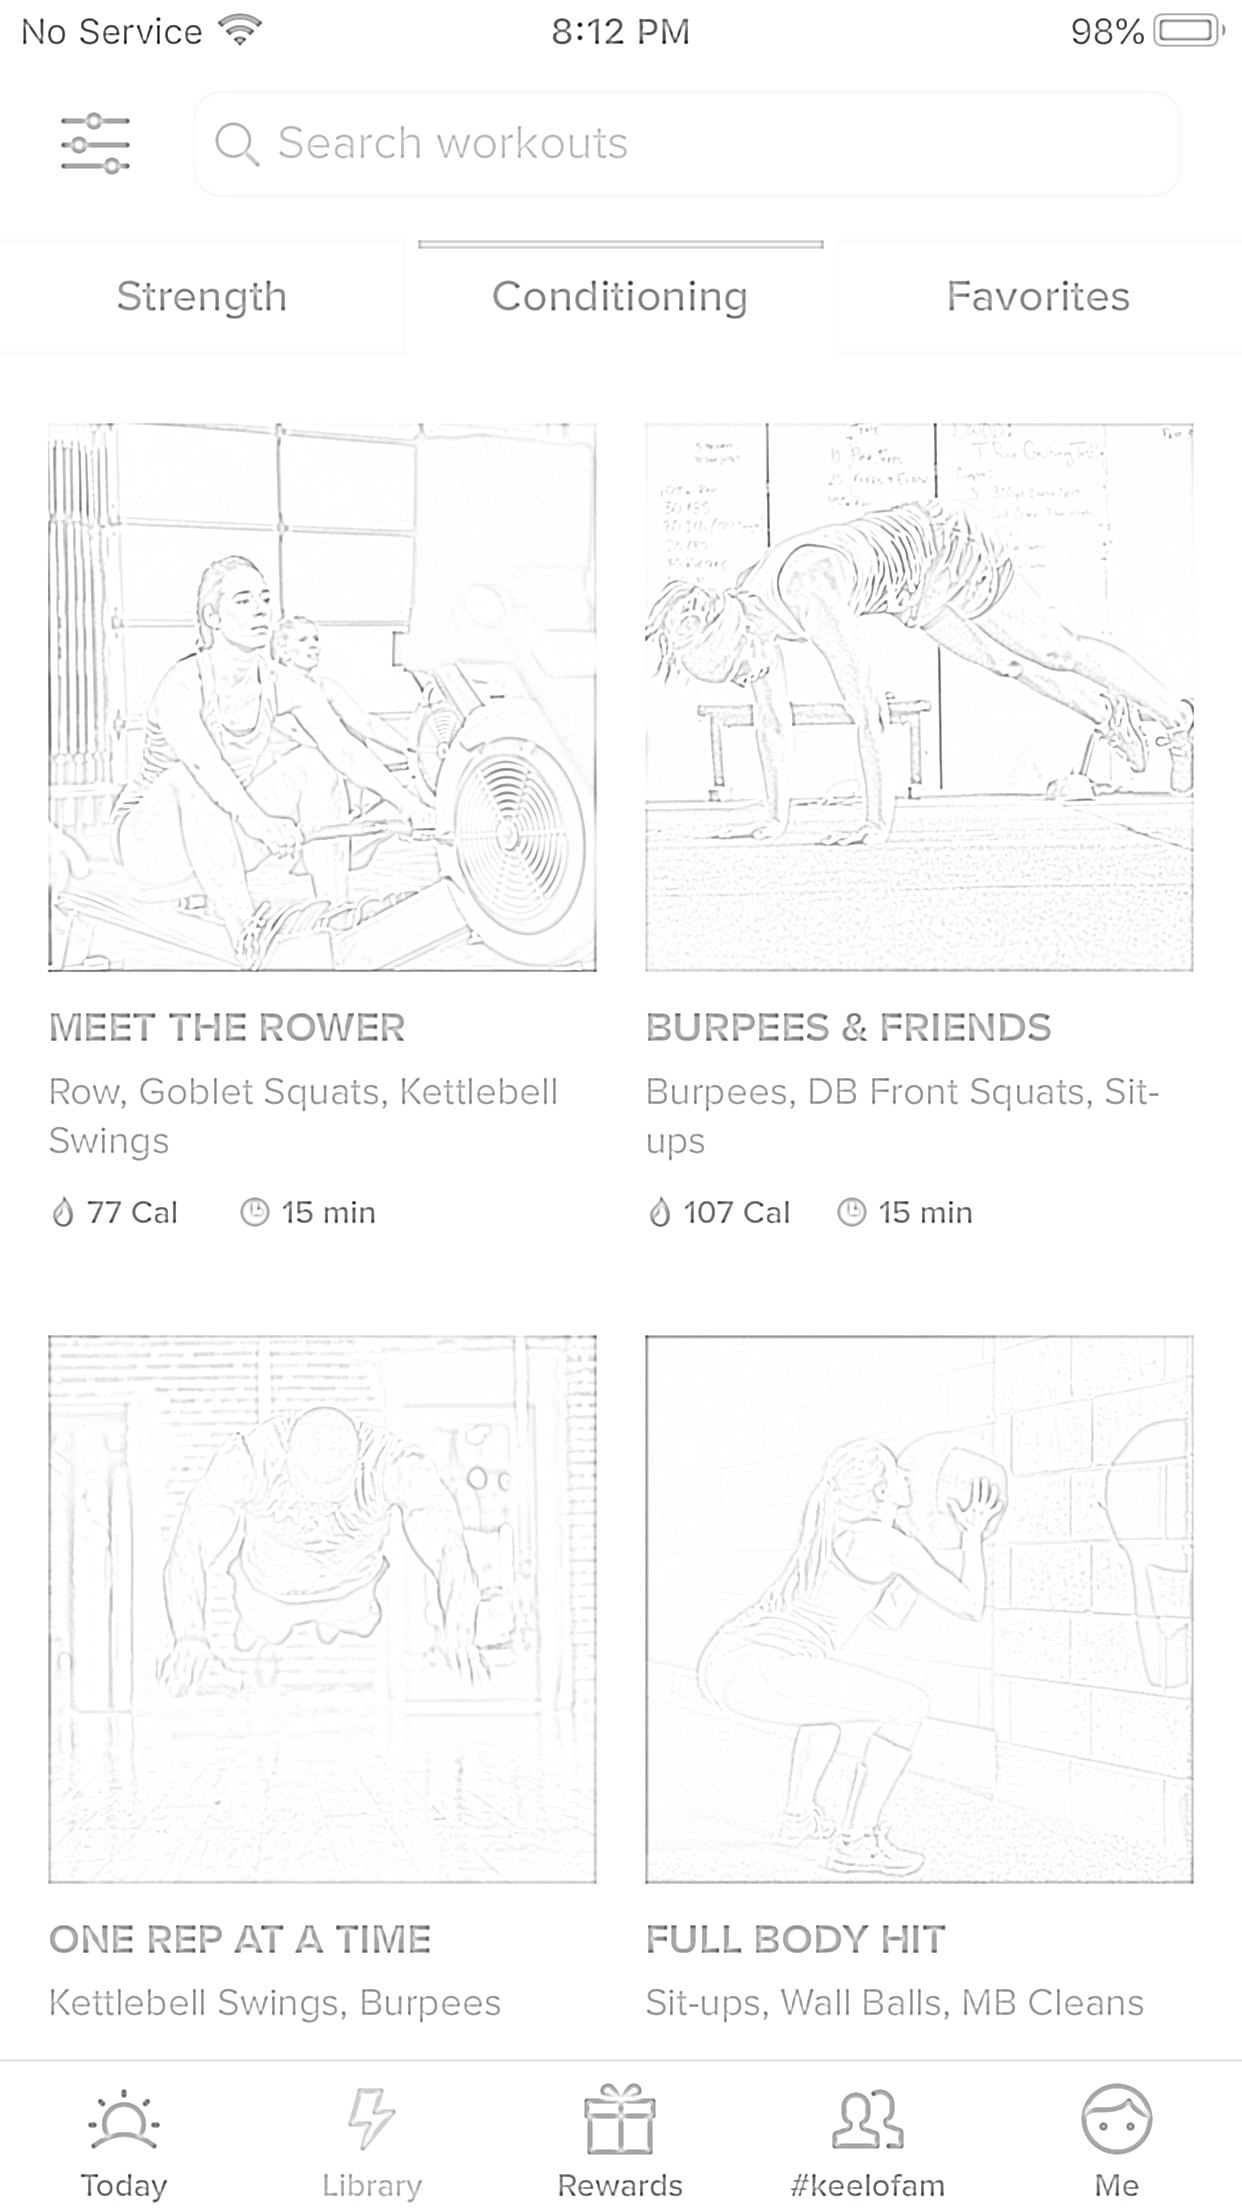 No Service 8:12 PM 98%
Search workouts
Strength Conditioning Favorites
MEET THE ROWER
Row, Goblet Squats, Kettlebell
Swings
77 Cal 15 min
BURPEES & FRIENDS
Burpees, DB Front Squats, Sit-
ups
107 Cal 15 min
ONE REP AT A TIME
Kettlebell Swings, Burpees
FULL BODY HIT
Sit-ups, Wall Balls, MB Cleans
Today Library Rewards #keelofam Me